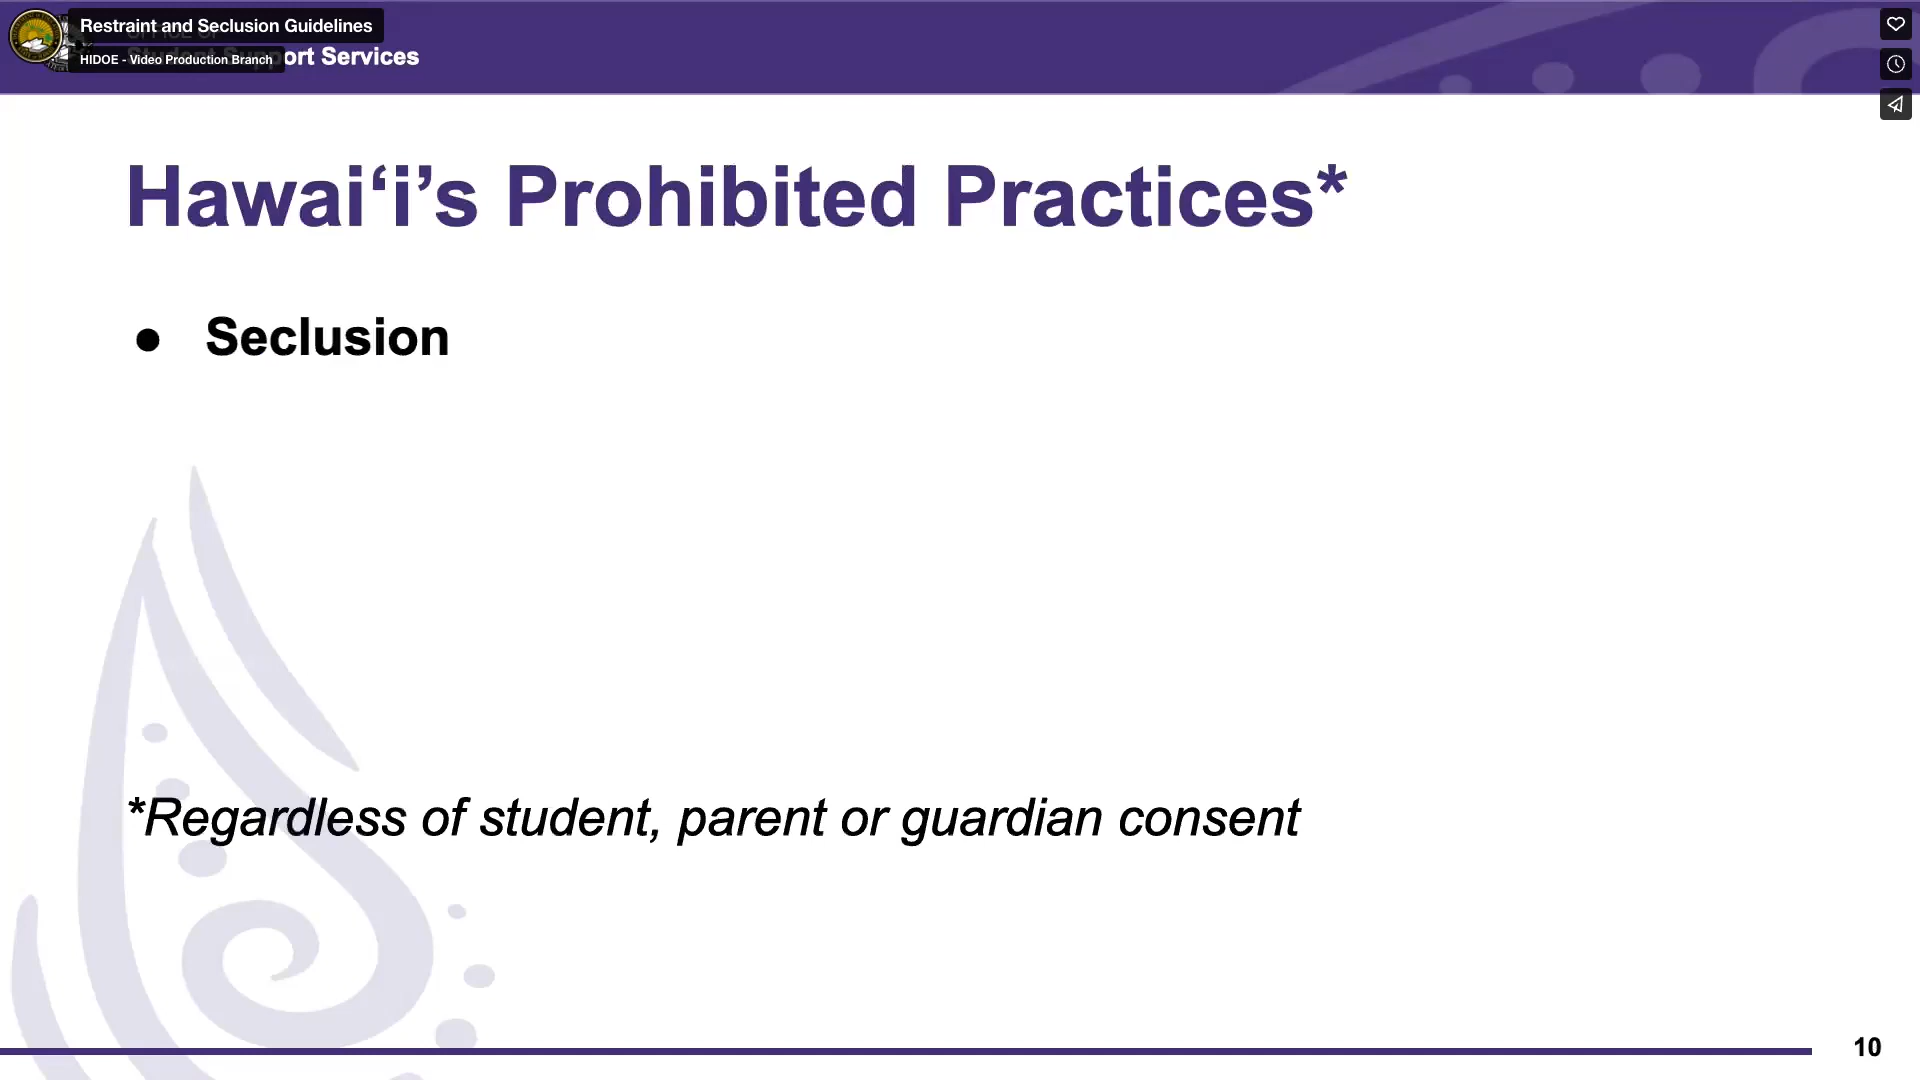 Restraint and Seclusion Guidelines
HIDOE - Video Production Branch
Support Services
Hawaiʻi’s Prohibited Practices*
● Seclusion
*Regardless of student, parent or guardian consent
10